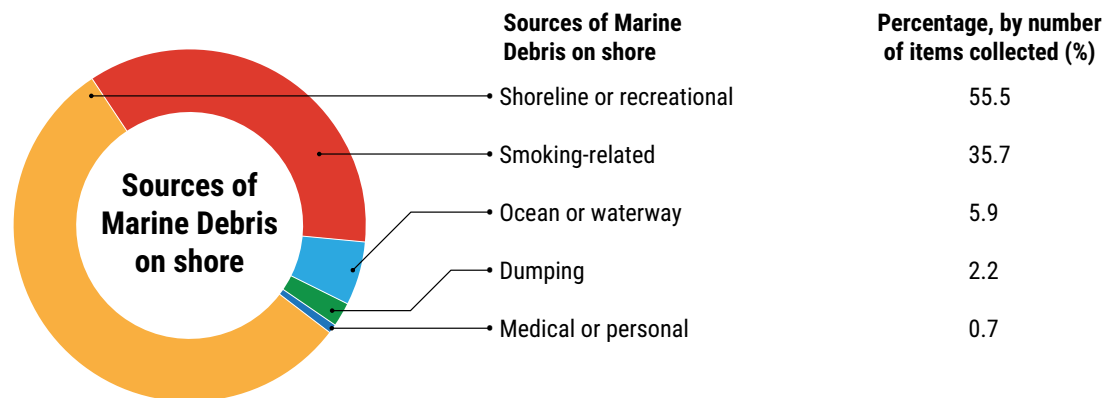 Sources of Marine
Debris on shore
Percentage, by number
of items collected (%)
Shoreline or recreational 55.5
Smoking-related 35.7
Ocean or waterway 5.9
Dumping 2.2
Medical or personal 0.7
Sources of
Marine Debris
on shore